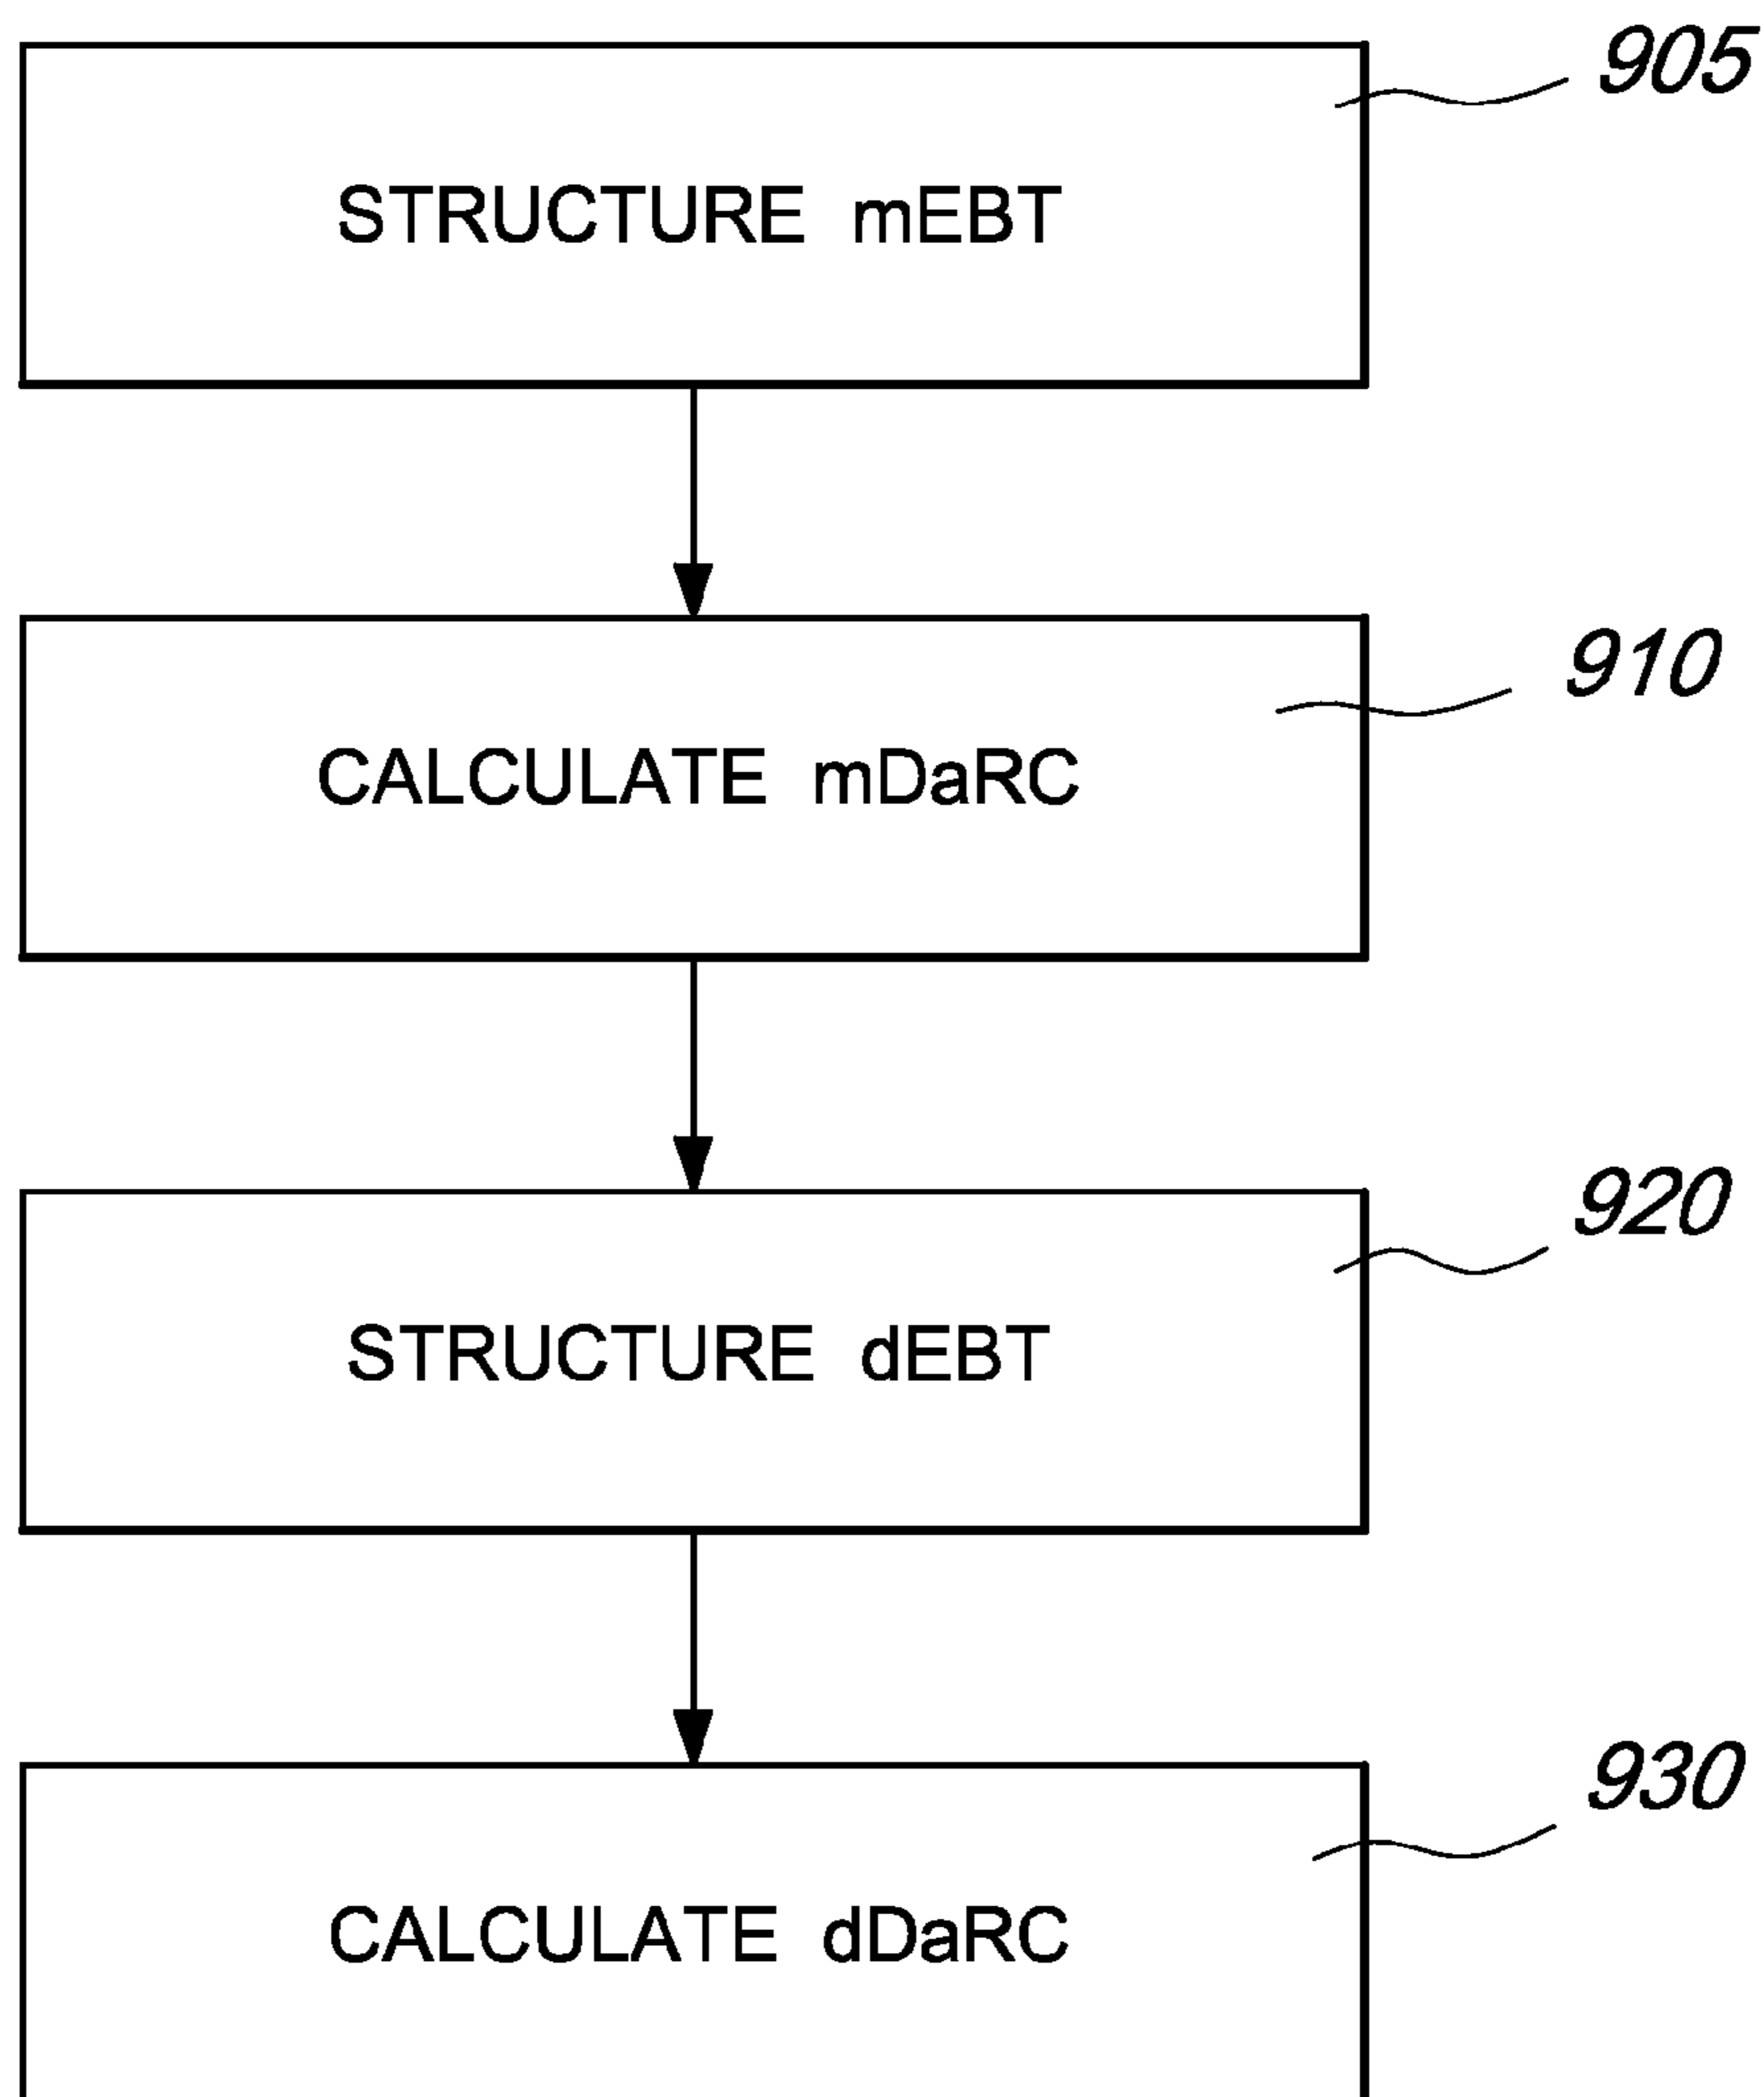 905
STRUCTURE mEBT
910
CALCULATE mDaRC
920
STRUCTURE dEBT
930
CALCULATE dDaRC